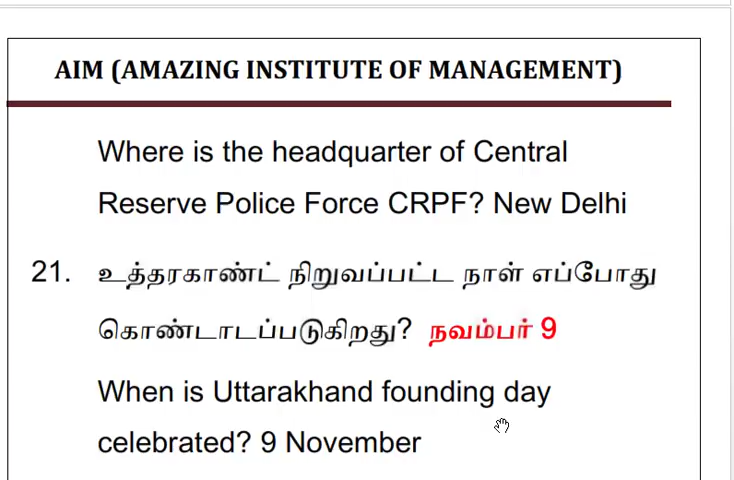 AIM (AMAZING INSTITUTE OF MANAGEMENT)
Where is the headquarter of Central
Reserve Police Force CRPF? New Delhi
21. உத்தரகாண்ட் நிறுவப்பட்ட நாள் எப்போது
கொண்டாடப்படுகிறது? நவம்பர் 9
When is Uttarakhand founding day
celebrated? 9 November